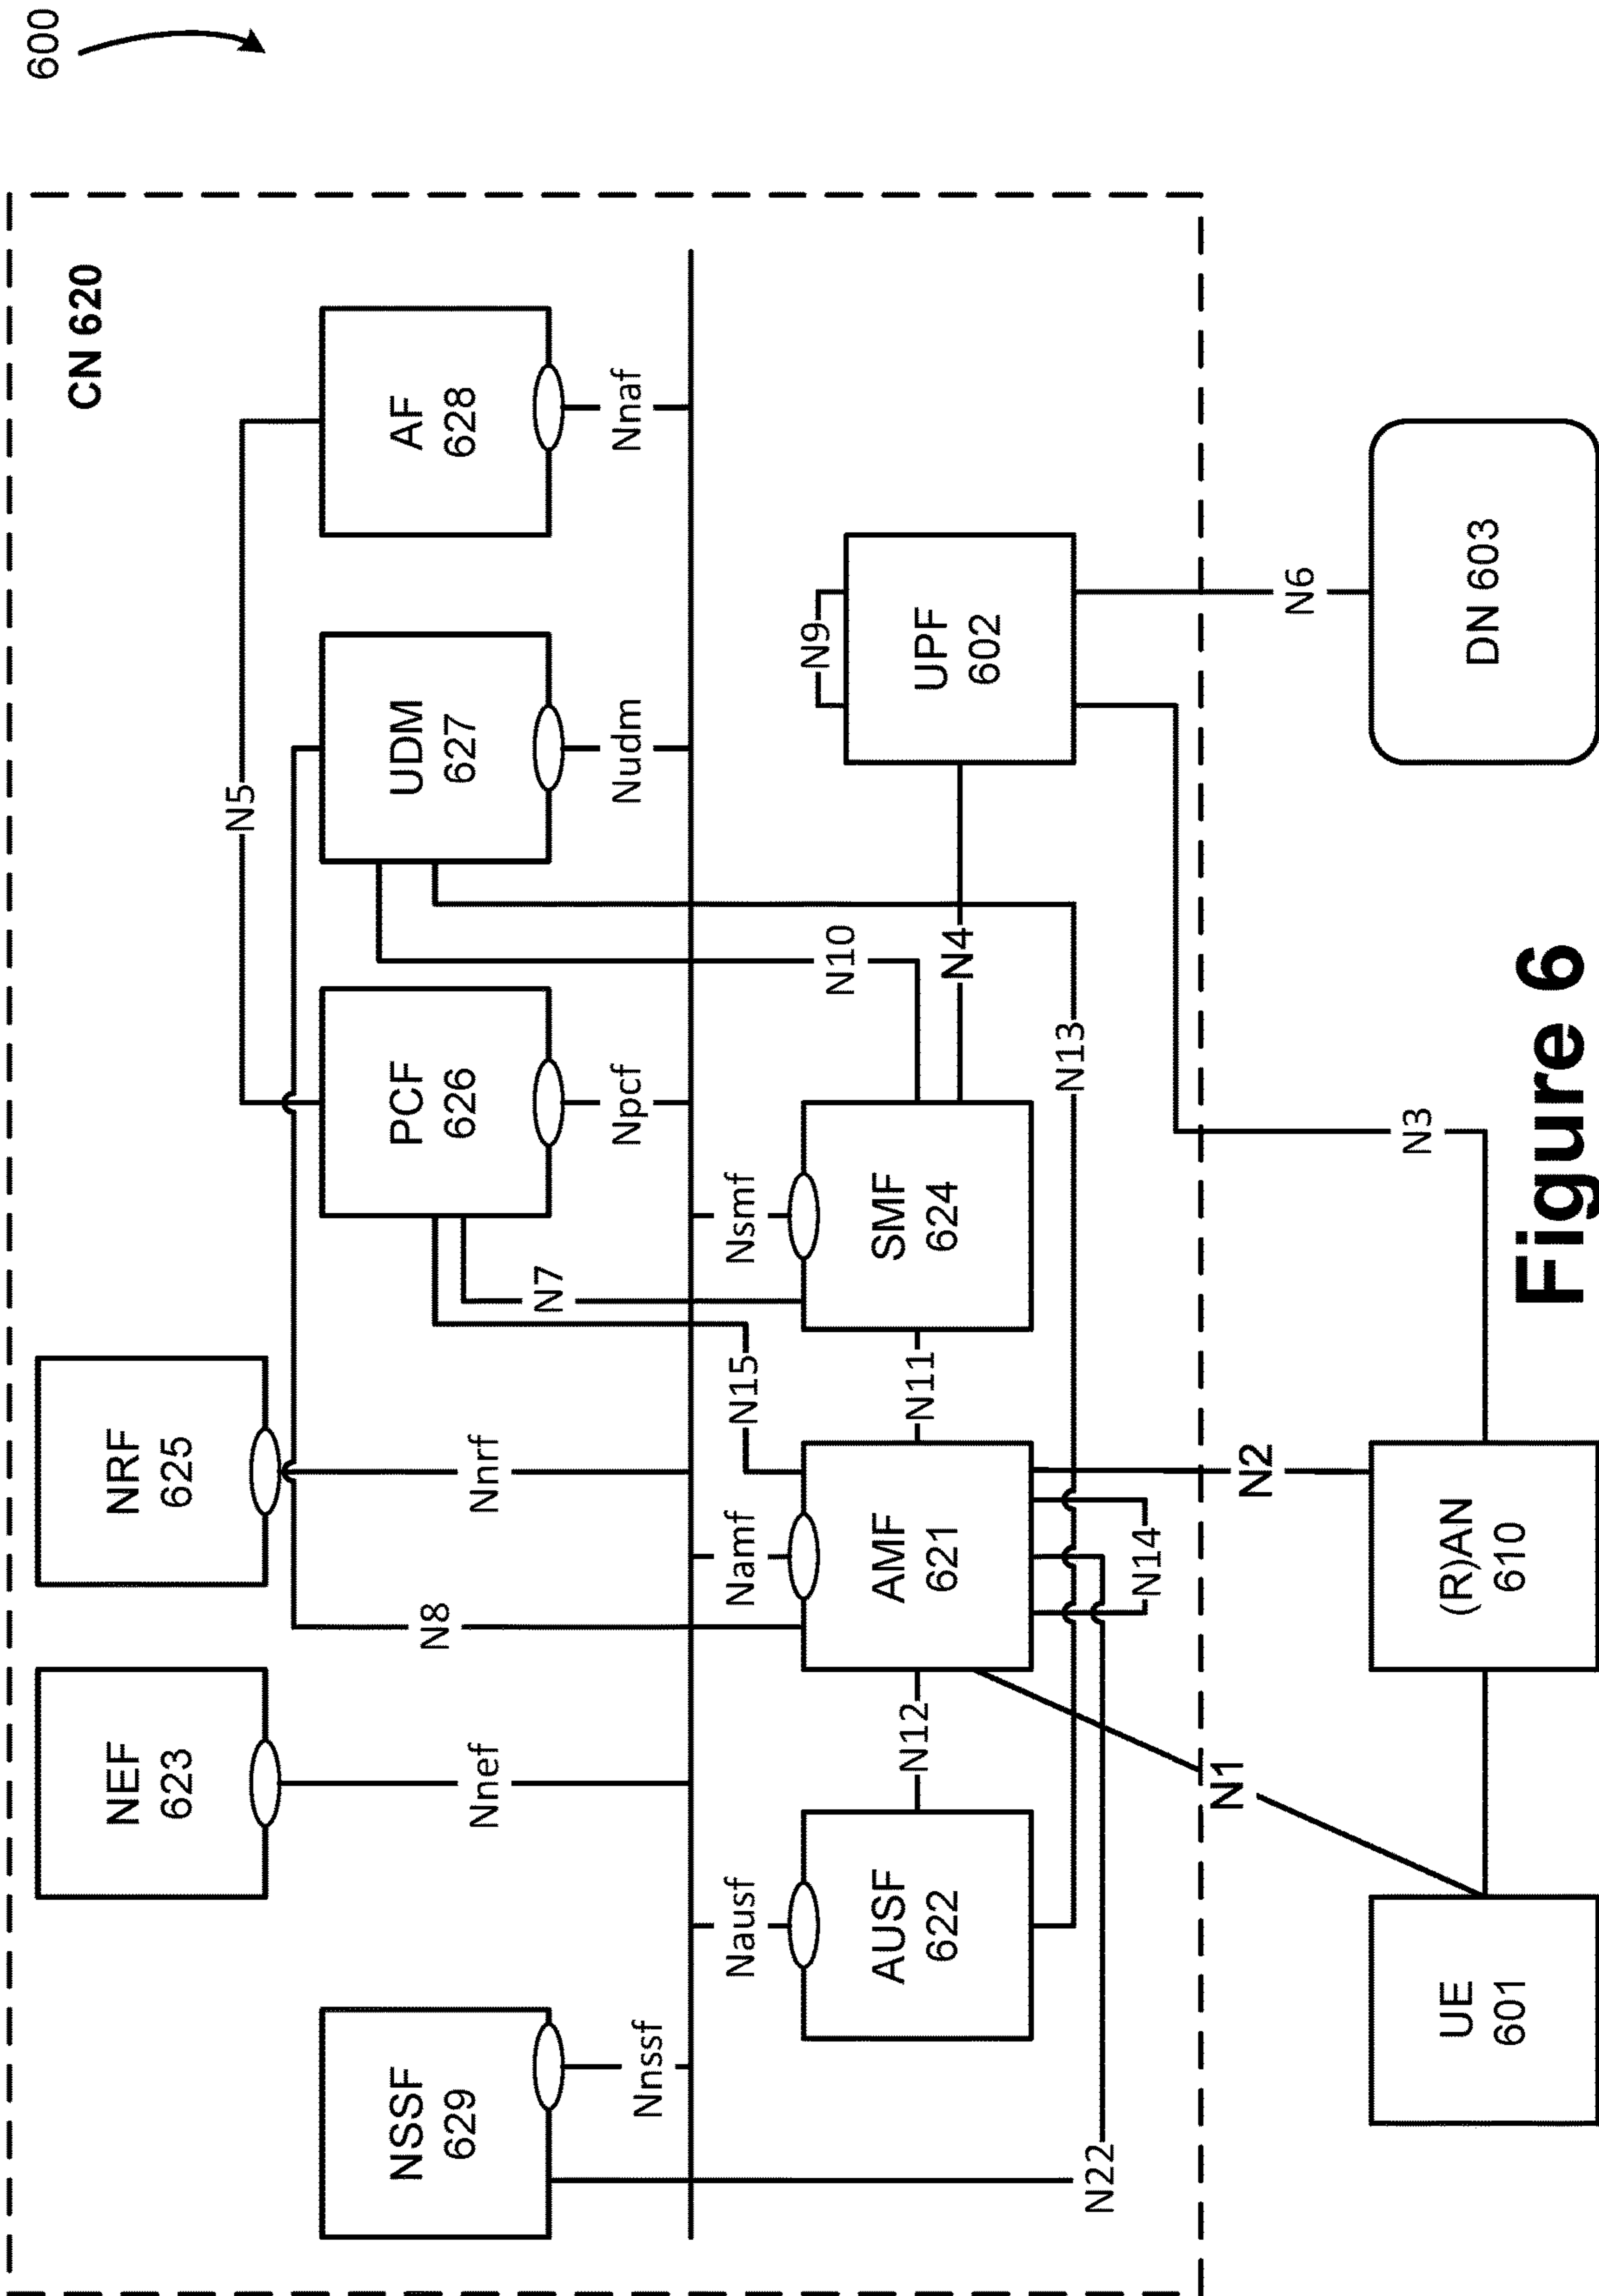 600
CN 620
NEF
623
NRF
625
N5
N8
NSSF
629
PCF
626
UDM
627
AF
628
Nnef
Nnrf
N7
Nnssf
Npcf
Nudm
Nnaf
Nausf
Namf
N15
Nsmf
N10
N9
AUSF
622
N12
AMF
621
N11
SMF
624
N4
UPF
602
N22
N14
N13
N1
N2
N3
N6
UE
601
(R)AN
610
DN 603
Figure 6